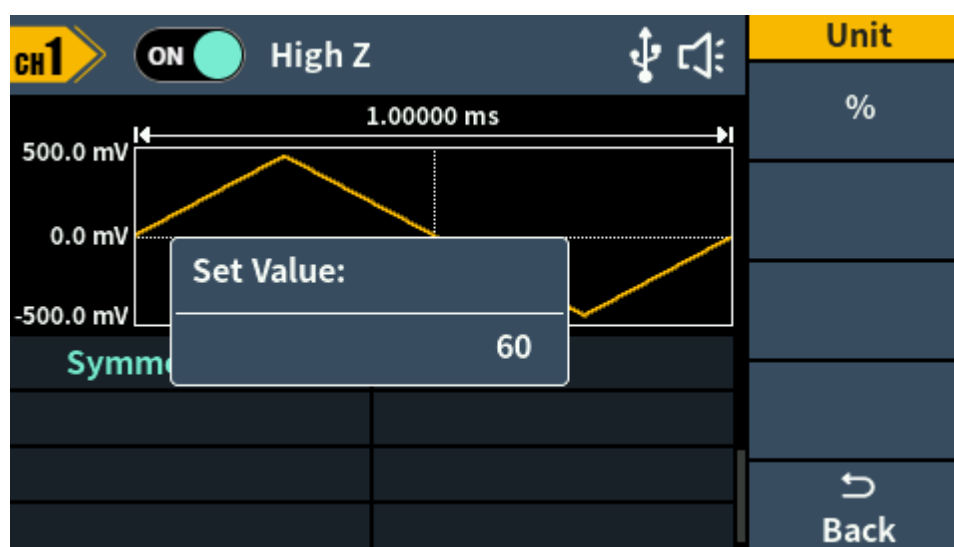 CH1 ON High Z
Unit
%
1.00000 ms
500.0 mV
0.0 mV
-500.0 mV
Set Value:
60
Symm
Back